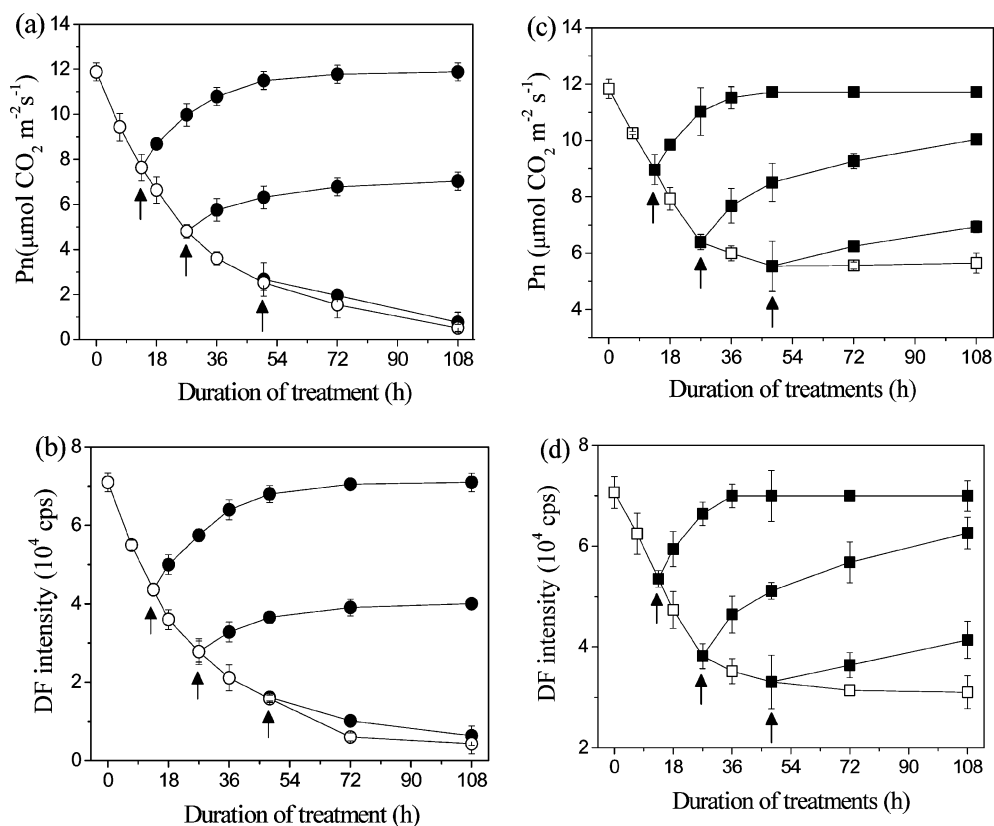 (a)
Pn(μmol CO2 m-2 s-1)
14
12
10
8
6
4
2
0
0 18 36 54 72 90 108
Duration of treatment (h)
(c)
Pn (μmol CO2 m-2 s-1)
14
12
10
8
6
4
0 18 36 54 72 90 108
Duration of treatments (h)
(b)
DF intensity (10^4 cps)
8
6
4
2
0
0 18 36 54 72 90 108
Duration of treatment (h)
(d)
DF intensity (10^4 cps)
8
6
4
2
0 18 36 54 72 90 108
Duration of treatments (h)